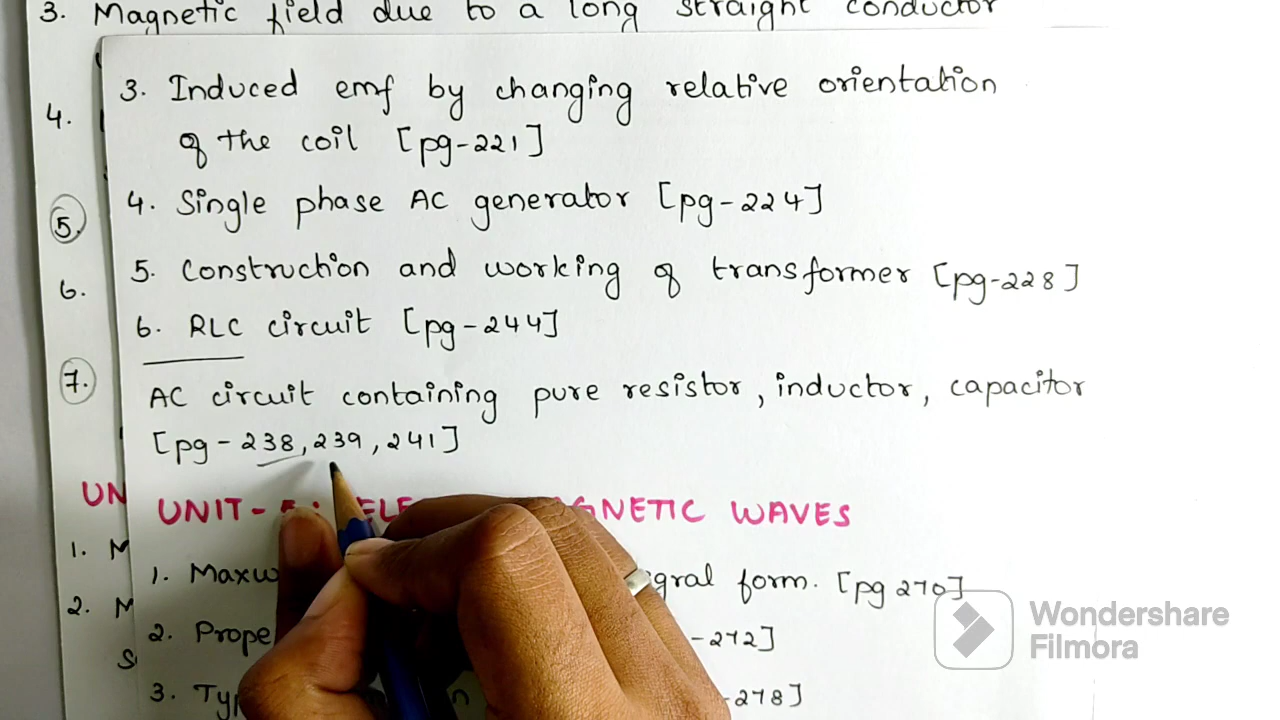 3. Magnetic field due to a long straight conductor
3. Induced emf by changing relative orientation
of the coil [pg-221]
4.
4. Single phase AC generator [pg-224]
5.
5. Construction and working of transformer [pg-228]
6.
6. RLC circuit [pg-244]
7.
AC circuit containing pure resistor, inductor, capacitor
[pg-238, 239, 241]
UN
UNIT-5: ELE GNETIC WAVES
1. M
1. Maxw gral form. [pg 270]
2. M
2. Prope -272]
3. Typ n -278]
Wondershare
Filmora